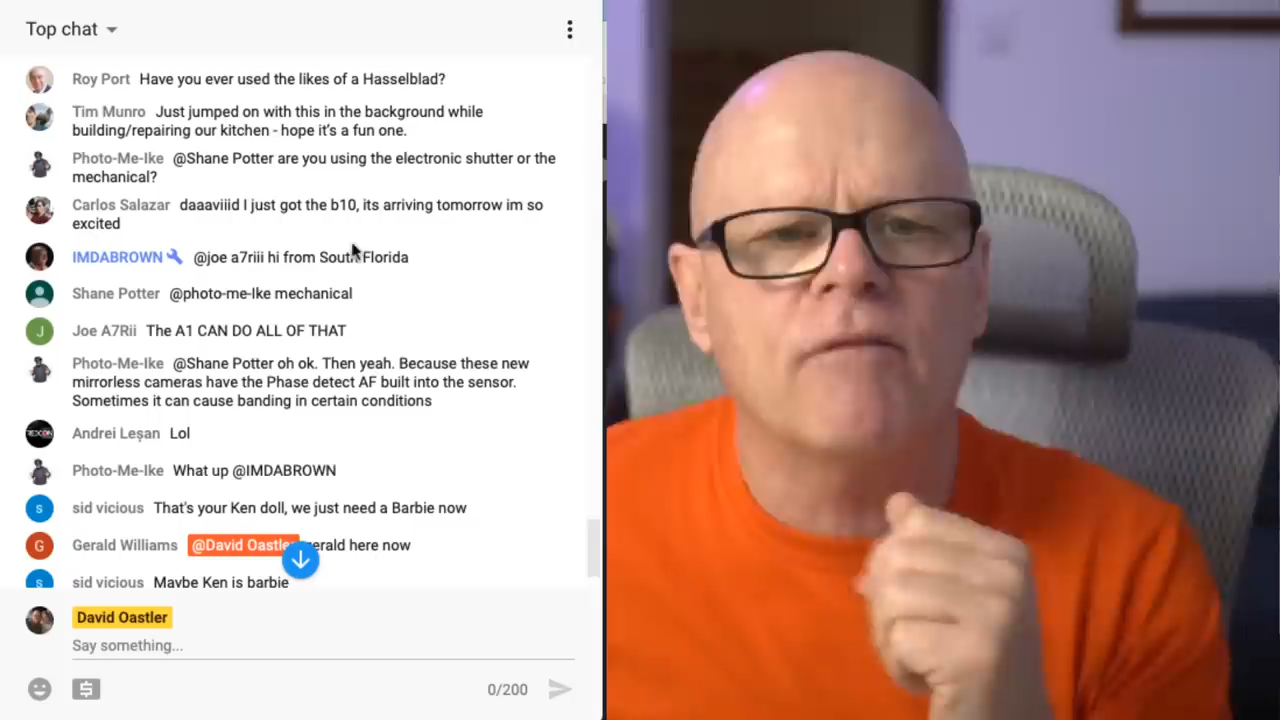 Top chat
Roy Port Have you ever used the likes of a Hasselblad?
Tim Munro Just jumped on with this in the background while
building/repairing our kitchen - hope it's a fun one.
Photo-Me-Ike @Shane Potter are you using the electronic shutter or the
mechanical?
Carlos Salazar daaaviiid I just got the b10, its arriving tomorrow im so
excited
IMDABROWN @joe a7riii hi from South Florida
Shane Potter @photo-me-Ike mechanical
J Joe A7Rii The A1 CAN DO ALL OF THAT
Photo-Me-Ike @Shane Potter oh ok. Then yeah. Because these new
mirrorless cameras have the Phase detect AF built into the sensor.
Sometimes it can cause banding in certain conditions
Andrei Leșan Lol
Photo-Me-Ike What up @IMDABROWN
s sid vicious That's your Ken doll, we just need a Barbie now
G Gerald Williams @David Oastler gerald here now
s sid vicious Maybe Ken is barbie
David Oastler
Say something...
0/200